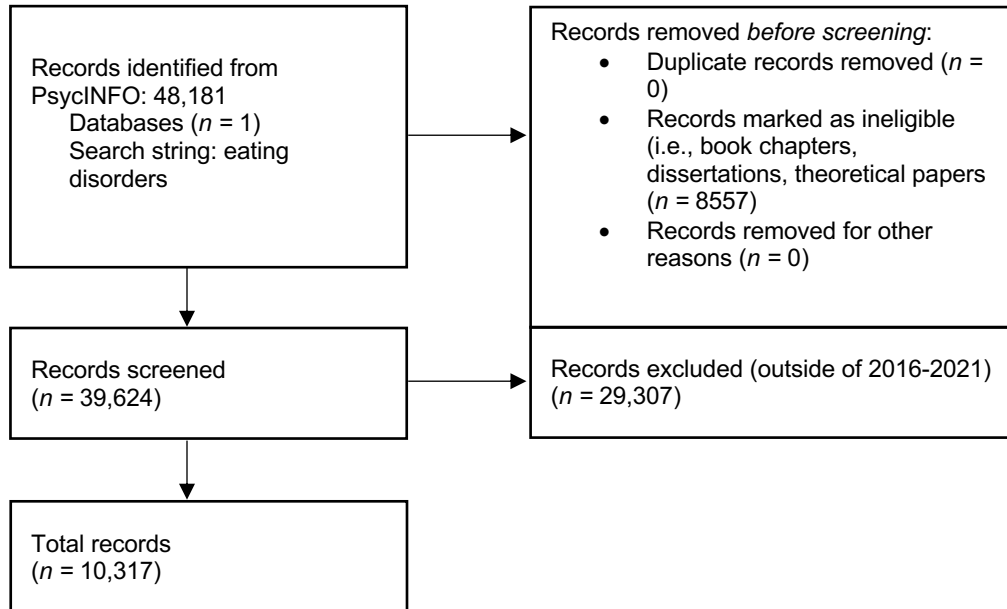 Records identified from
PsycINFO: 48,181
Databases (n = 1)
Search string: eating
disorders
Records removed before screening:
• Duplicate records removed (n =
0)
• Records marked as ineligible
(i.e., book chapters,
dissertations, theoretical papers
(n = 8557)
• Records removed for other
reasons (n = 0)
Records screened
(n = 39,624)
Records excluded (outside of 2016-2021)
(n = 29,307)
Total records
(n = 10,317)